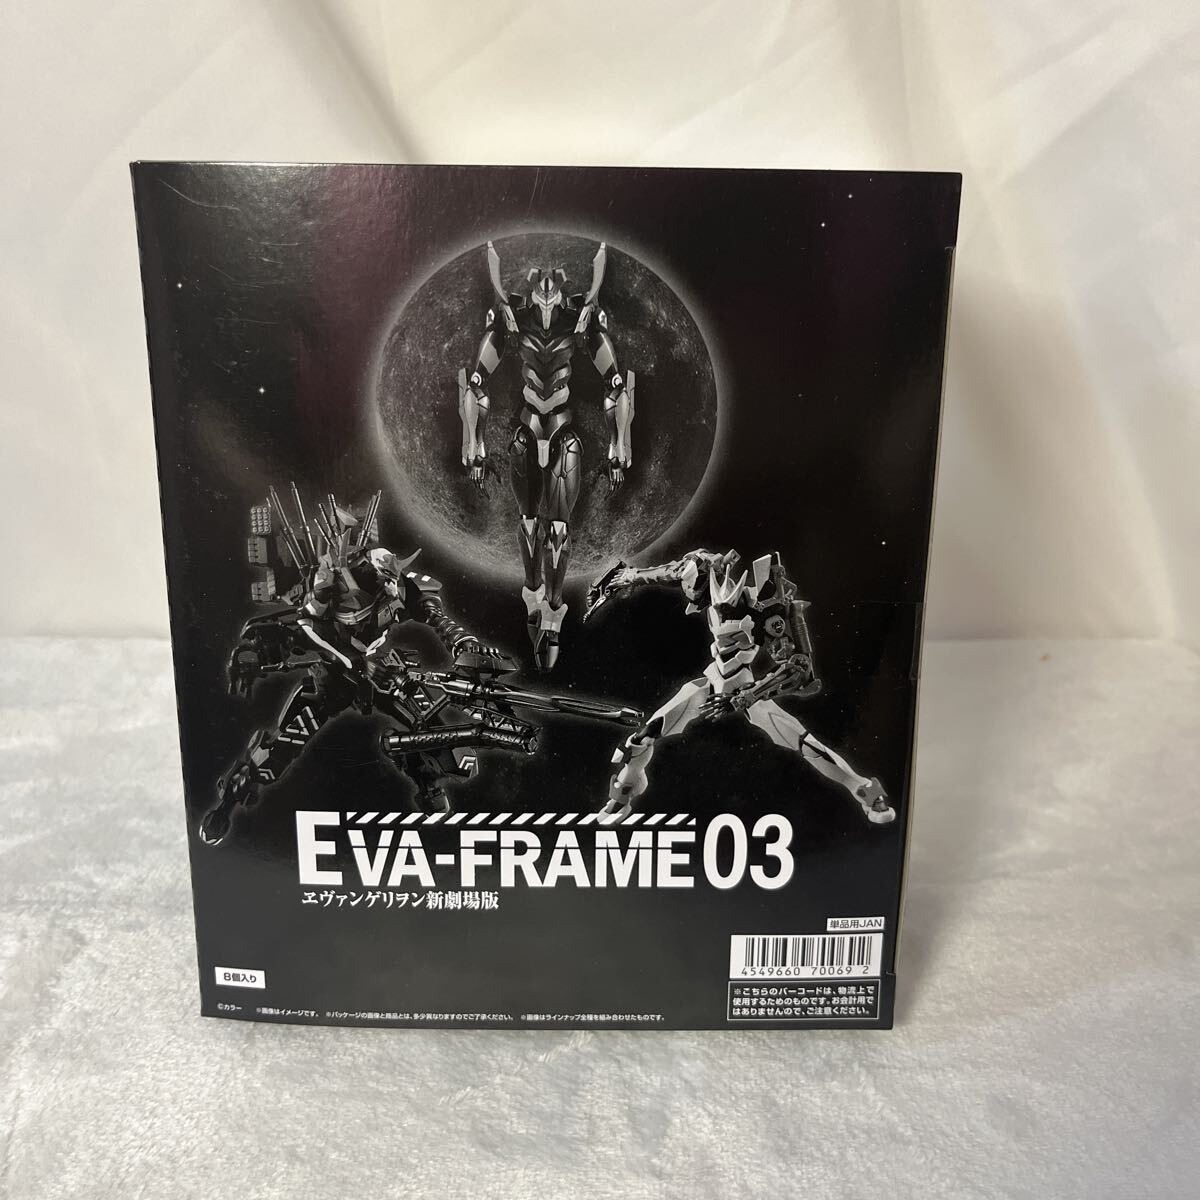 EVA-FRAME 03
ヱヴァンゲリヲン新劇場版
単品用JAN
4549660 70069 2
※こちらのバーコードは、物流上で
使用するためのものです。お会計用で
はありませんので、ご注意ください。
8個入り
©カラー ※画像はイメージです。 ※パッケージの画像と商品とは、多少異なりますのでご了承ください。 ※画像はラインナップ全種を組み合わせたものです。